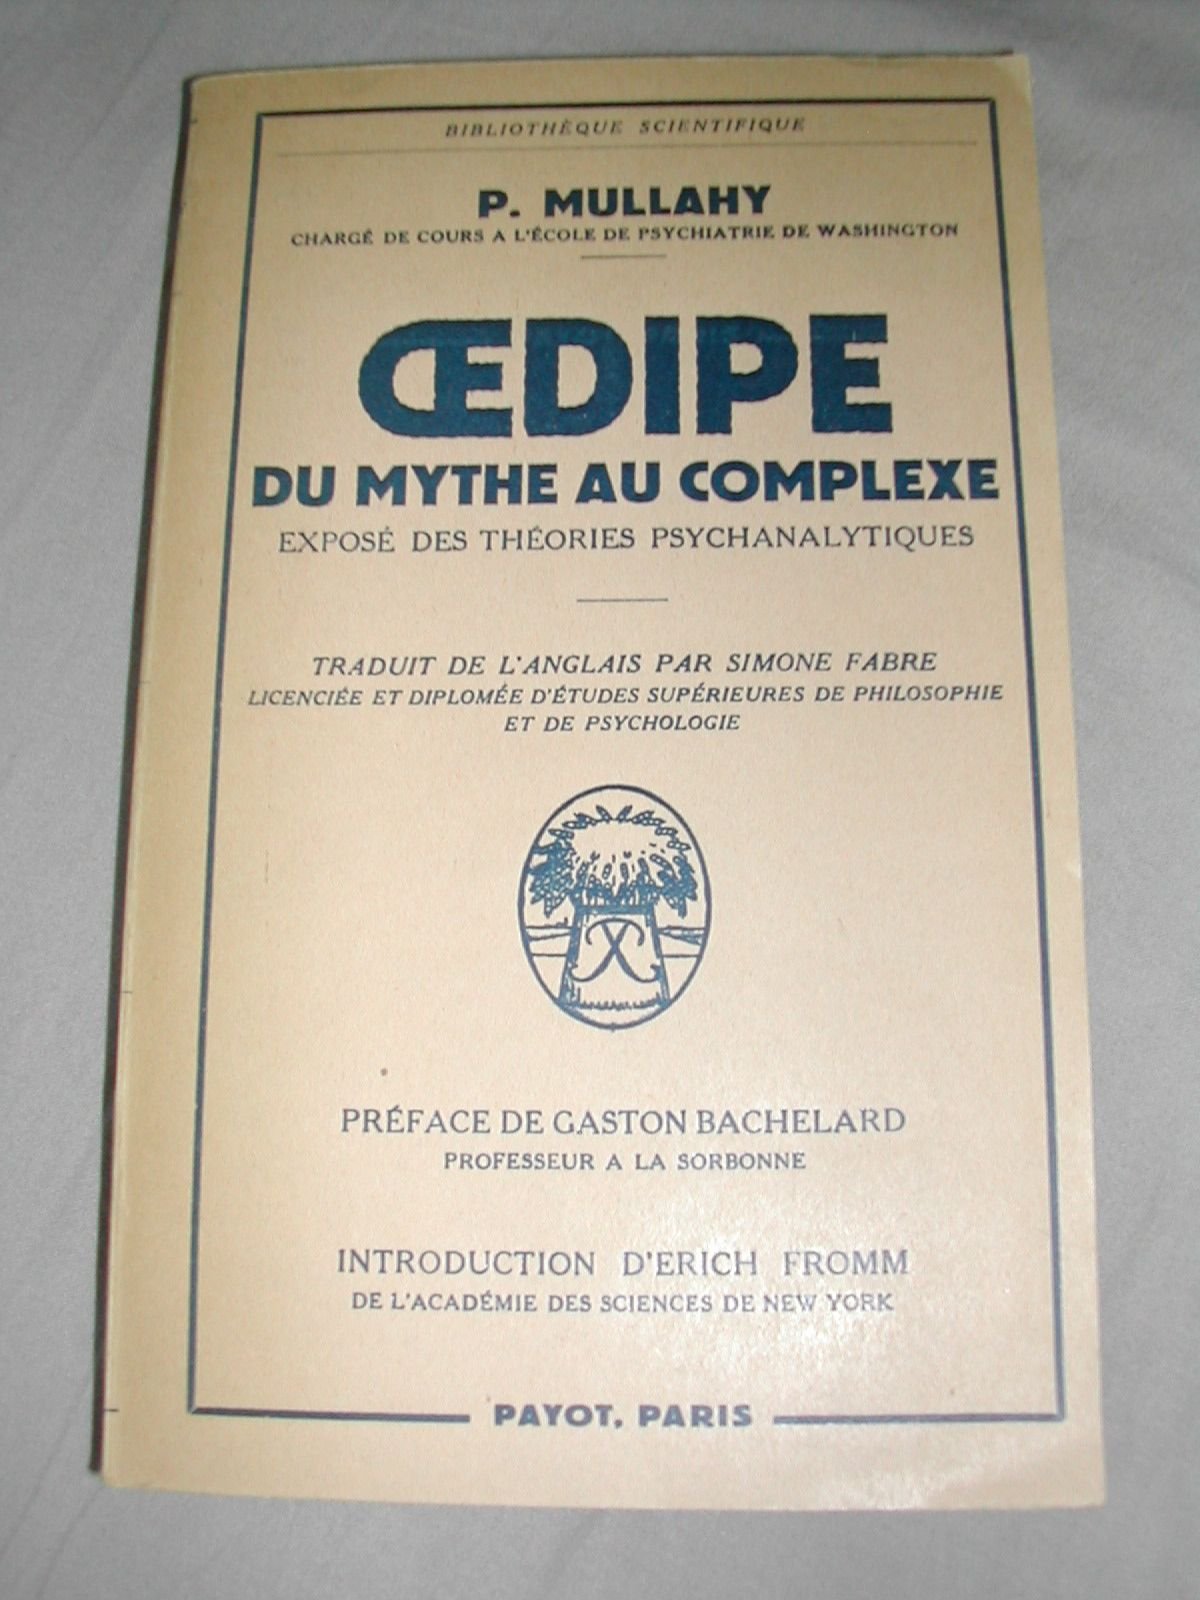 BIBLIOTHÈQUE SCIENTIFIQUE
P. MULLAHY
CHARGÉ DE COURS A L'ÉCOLE DE PSYCHIATRIE DE WASHINGTON
ŒDIPE
DU MYTHE AU COMPLEXE
EXPOSÉ DES THÉORIES PSYCHANALYTIQUES
TRADUIT DE L'ANGLAIS PAR SIMONE FABRE
LICENCIÉE ET DIPLOMÉE D'ÉTUDES SUPÉRIEURES DE PHILOSOPHIE
ET DE PSYCHOLOGIE
PRÉFACE DE GASTON BACHELARD
PROFESSEUR A LA SORBONNE
INTRODUCTION D'ERICH FROMM
DE L'ACADÉMIE DES SCIENCES DE NEW YORK
PAYOT, PARIS